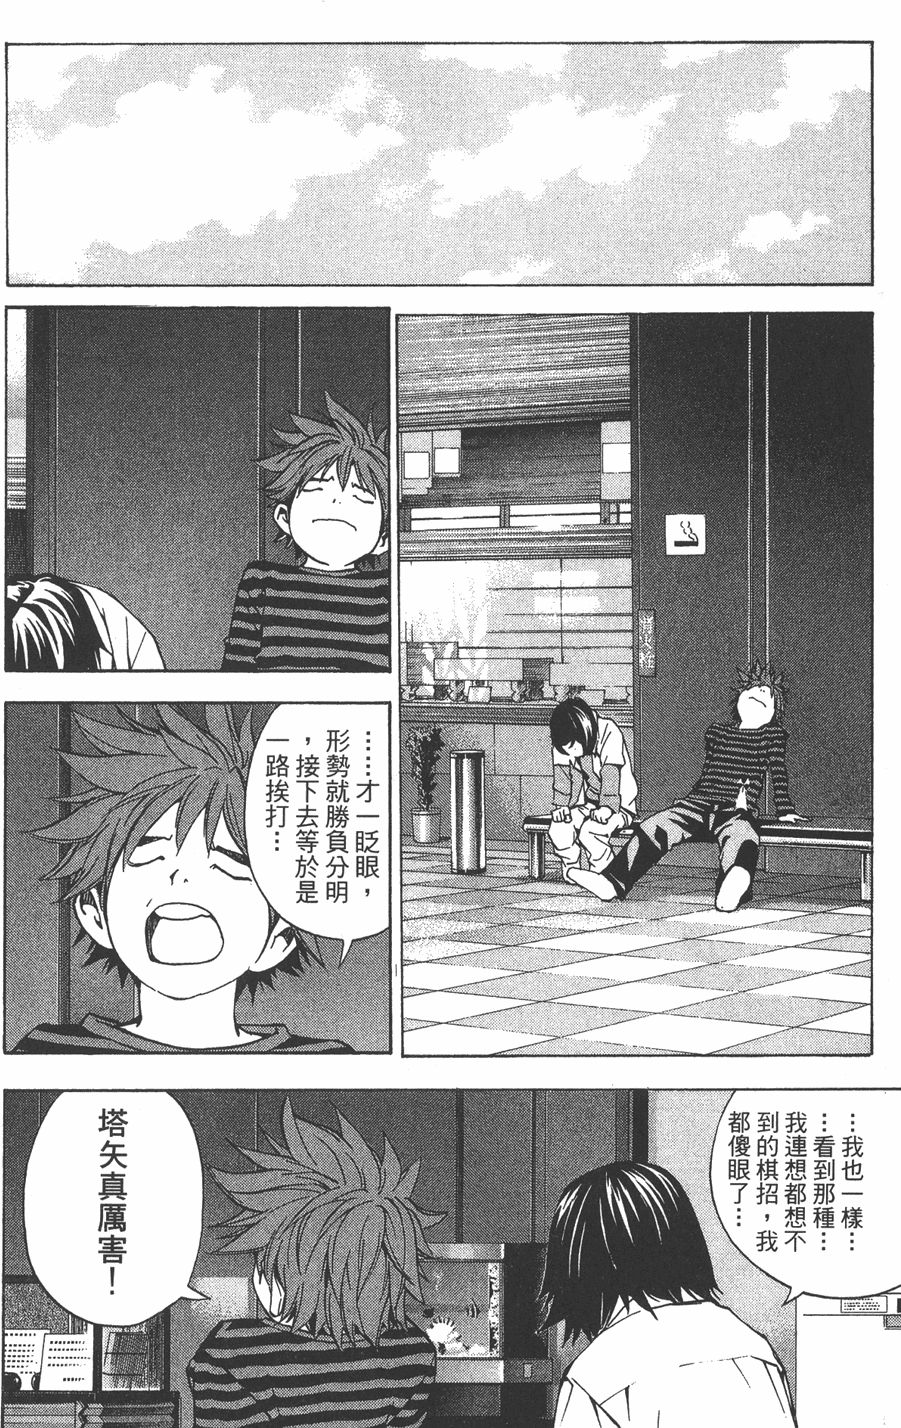 ……才一眨眼，
形勢就勝負分明
，接下去等於是
一路挨打…
…我也一樣…
…看到那種…
我連想都想不
到的棋招，我
都傻眼了…
塔矢真厲害！